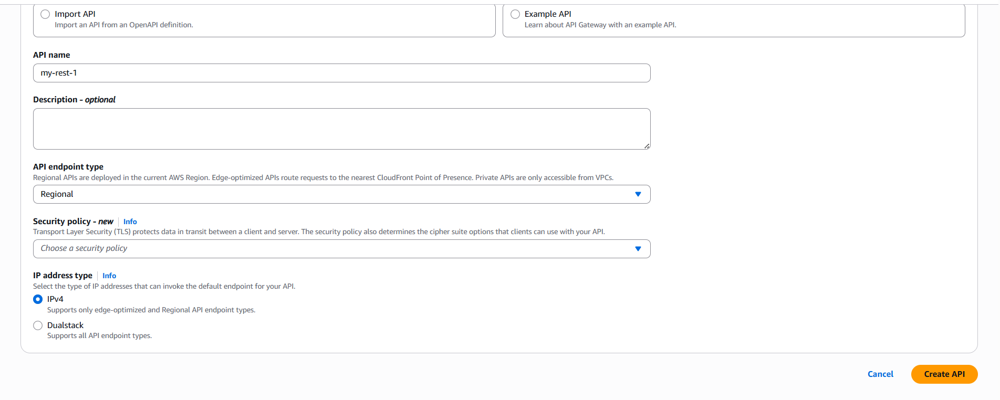 Import API
Import an API from an OpenAPI definition.
Example API
Learn about API Gateway with an example API.
API name
my-rest-1
Description - optional
API endpoint type
Regional APIs are deployed in the current AWS Region. Edge-optimized APIs route requests to the nearest CloudFront Point of Presence. Private APIs are only accessible from VPCs.
Regional
Security policy - new Info
Transport Layer Security (TLS) protects data in transit between a client and server. The security policy also determines the cipher suite options that clients can use with your API.
Choose a security policy
IP address type Info
Select the type of IP addresses that can invoke the default endpoint for your API.
IPv4
Supports only edge-optimized and Regional API endpoint types.
Dualstack
Supports all API endpoint types.
Cancel Create API